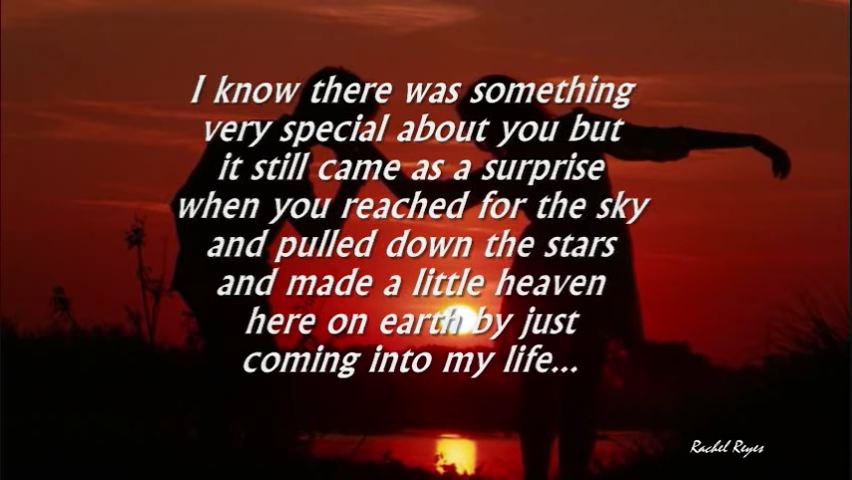 I know there was something
very special about you but
it still came as a surprise
when you reached for the sky
and pulled down the stars
and made a little heaven
here on earth by just
coming into my life...
Rachel Reyes